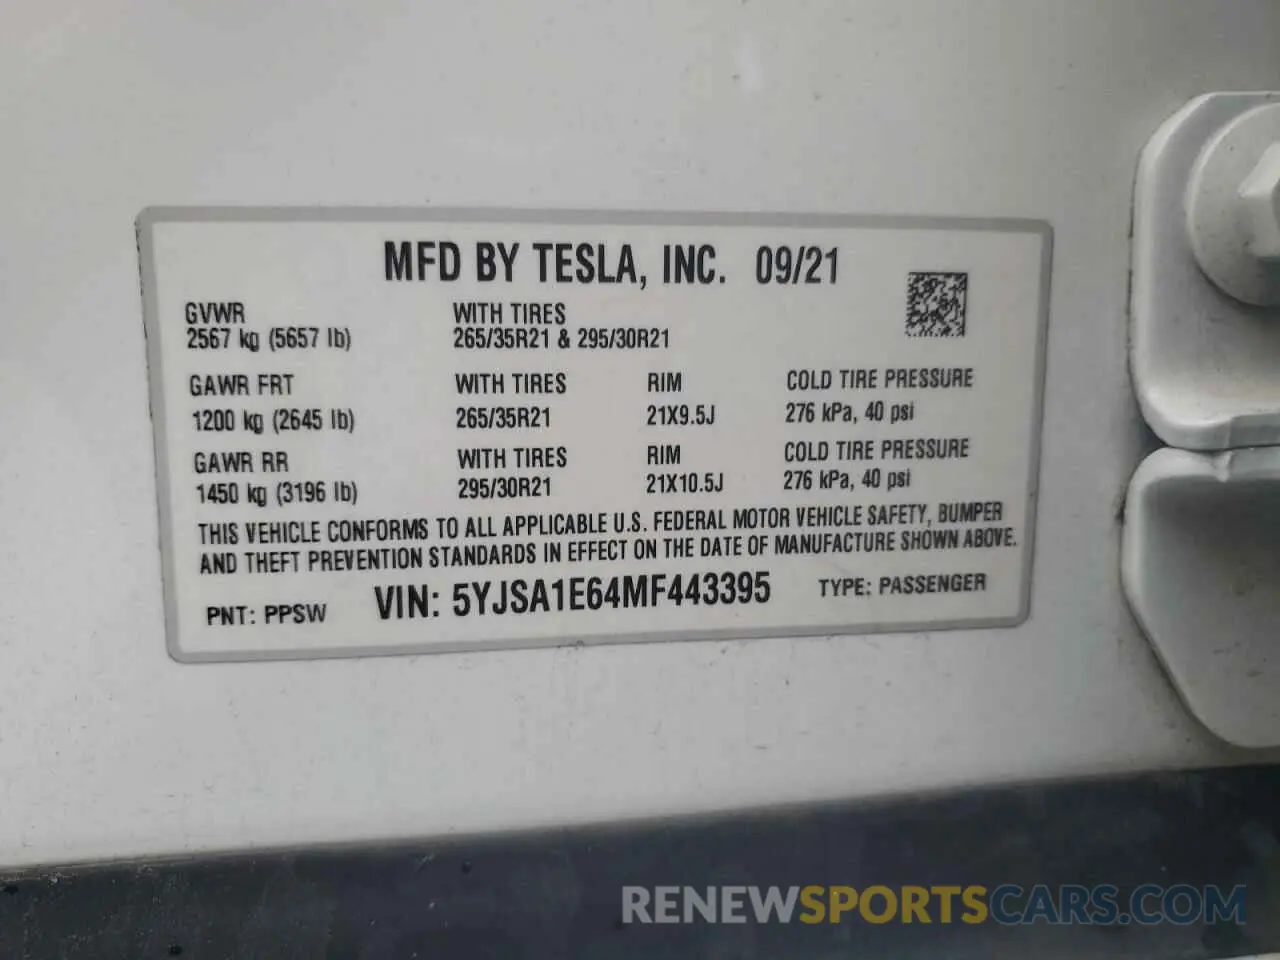 MFD BY TESLA, INC. 09/21
GVWR WITH TIRES
2567 kg (5657 lb) 265/35R21 & 295/30R21
GAWR FRT WITH TIRES RIM COLD TIRE PRESSURE
1200 kg (2645 lb) 265/35R21 21X9.5J 276 kPa, 40 psi
GAWR RR WITH TIRES RIM COLD TIRE PRESSURE
1450 kg (3196 lb) 295/30R21 21X10.5J 276 kPa, 40 psi
THIS VEHICLE CONFORMS TO ALL APPLICABLE U.S. FEDERAL MOTOR VEHICLE SAFETY, BUMPER
AND THEFT PREVENTION STANDARDS IN EFFECT ON THE DATE OF MANUFACTURE SHOWN ABOVE.
PNT: PPSW VIN: 5YJSA1E64MF443395 TYPE: PASSENGER
RENEWSPORTSCARS.COM